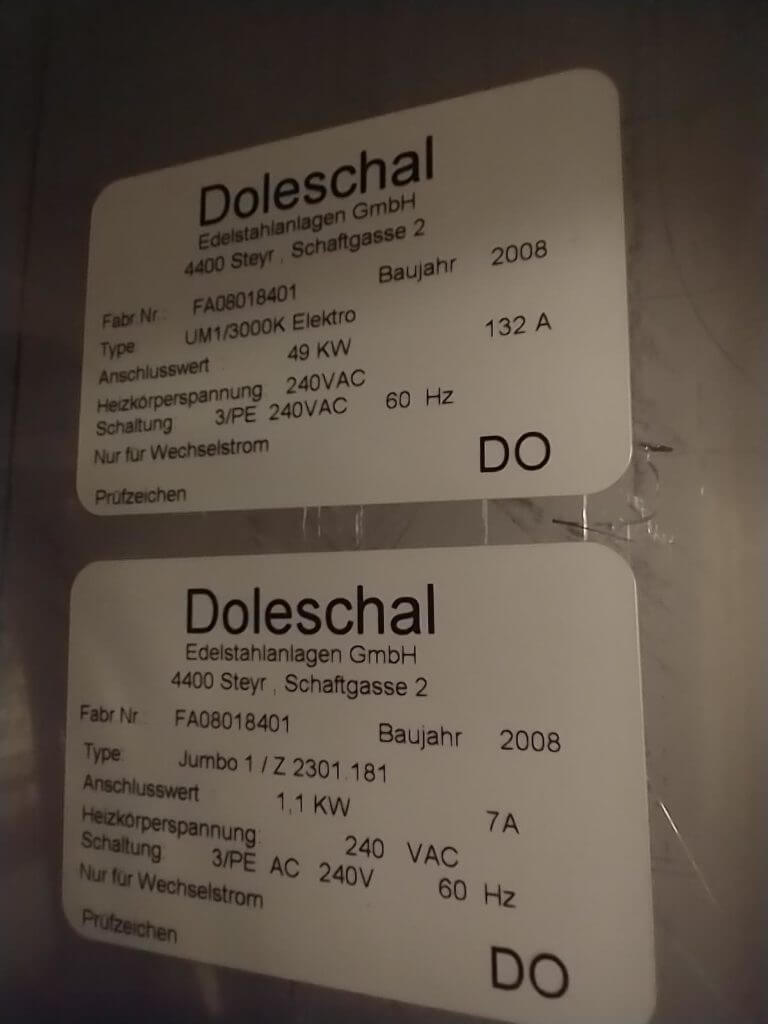 Doleschal
Edelstahlanlagen GmbH
4400 Steyr , Schaftgasse 2
Fabr.Nr.: FA08018401 Baujahr 2008
Type UM1/3000K Elektro
Anschlusswert 49 KW 132 A
Heizkörperspannung 240VAC
Schaltung 3/PE 240VAC 60 Hz
Nur für Wechselstrom
Prüfzeichen DO
Doleschal
Edelstahlanlagen GmbH
4400 Steyr , Schaftgasse 2
Fabr Nr.: FA08018401 Baujahr 2008
Type: Jumbo 1 / Z 2301.181
Anschlusswert 1,1 KW 7A
Heizkörperspannung: 240 VAC
Schaltung: 3/PE AC 240V 60 Hz
Nur für Wechselstrom
Prüfzeichen DO